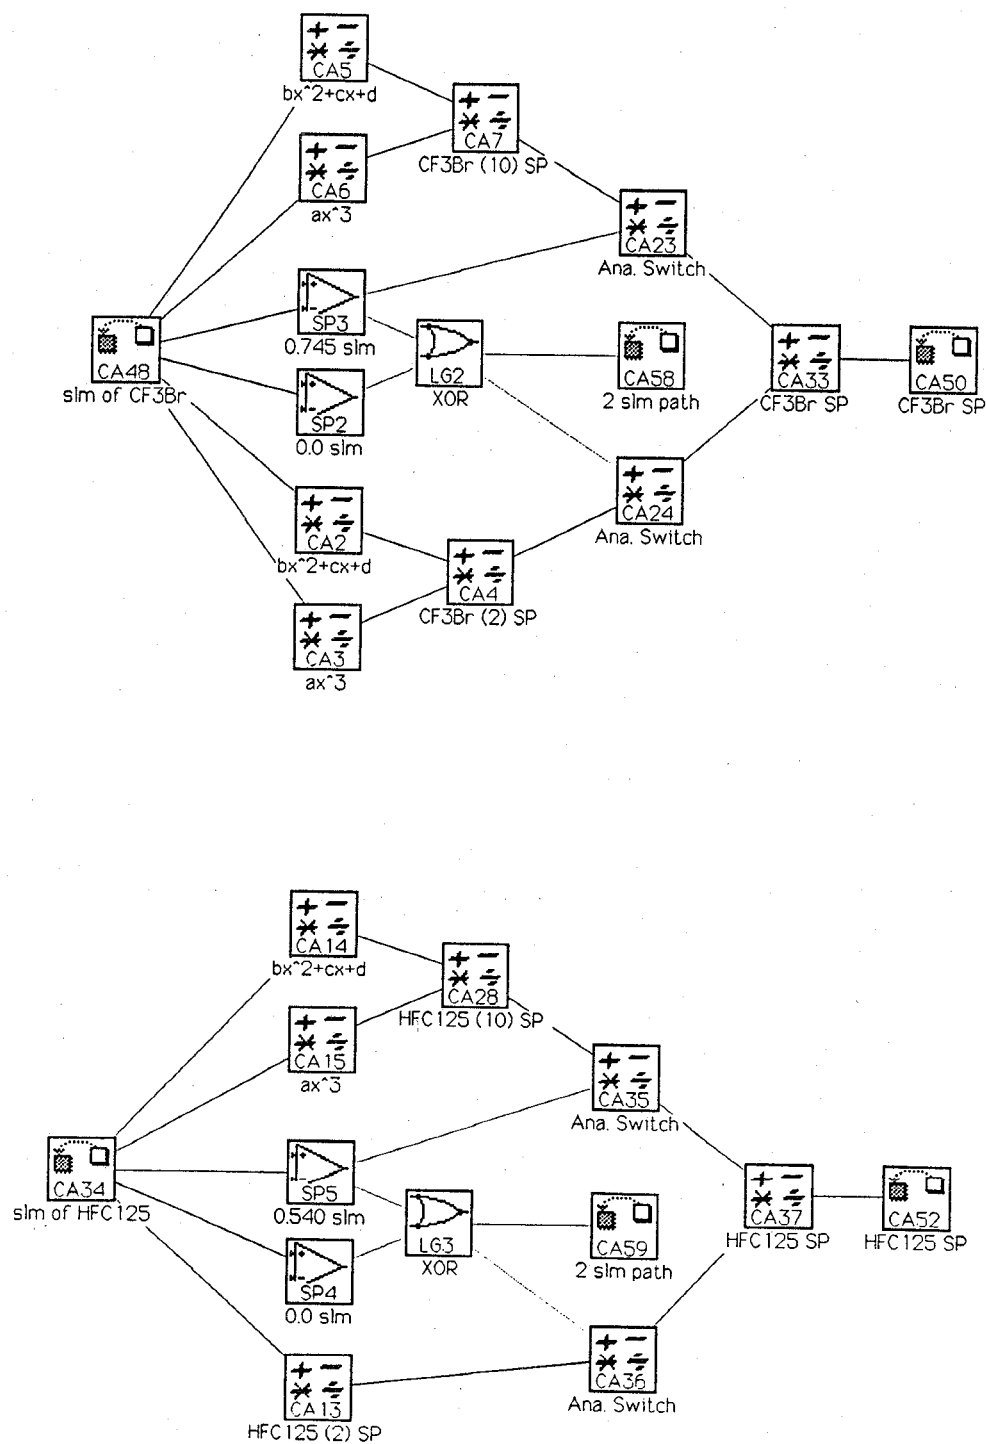 CA5
bx^2+cx+d
CA7
CF3Br (10) SP
CA6
ax^3
CA23
Ana. Switch
SP3
0.745 slm
CA48
slm of CF3Br
LG2
XOR
CA58
2 slm path
CA33
CF3Br SP
CA50
CF3Br SP
SP2
0.0 slm
CA24
Ana. Switch
CA2
bx^2+cx+d
CA4
CF3Br (2) SP
CA3
ax^3
CA14
bx^2+cx+d
CA28
HFC125 (10) SP
CA15
ax^3
CA35
Ana. Switch
CA34
slm of HFC125
SP5
0.540 slm
LG3
XOR
CA59
2 slm path
CA37
HFC125 SP
CA52
HFC125 SP
SP4
0.0 slm
CA36
Ana. Switch
CA13
HFC125 (2) SP